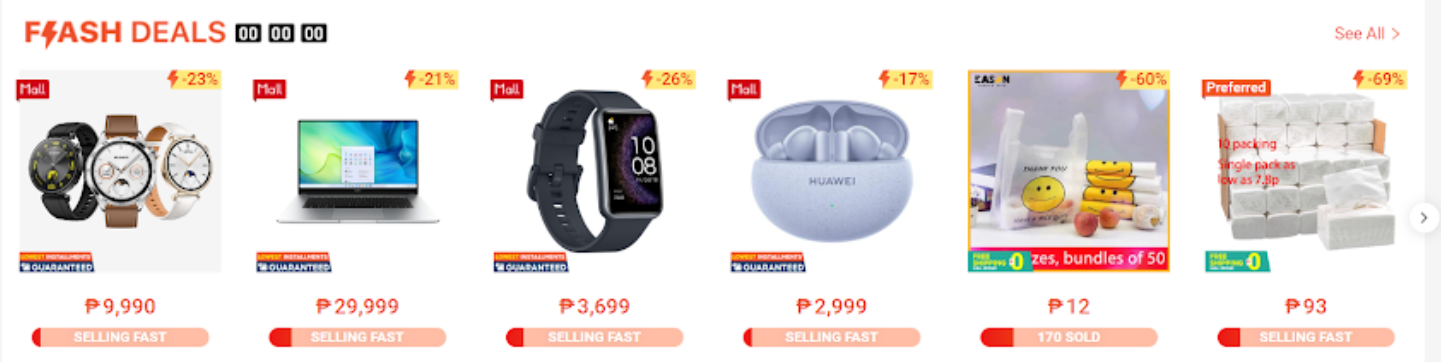 FLASH DEALS 00 00 00
See All >
Mall
-23%
LOWEST INSTALLMENTS
GUARANTEED
₱9,990
SELLING FAST
Mall
-21%
LOWEST INSTALLMENTS
GUARANTEED
₱29,999
SELLING FAST
Mall
-26%
10
08
LOWEST INSTALLMENTS
GUARANTEED
₱3,699
SELLING FAST
Mall
-17%
HUAWEI
LOWEST INSTALLMENTS
GUARANTEED
₱2,999
SELLING FAST
EASON
-60%
THANK YOU
HAVE A NICE DAY
FREE
SHIPPING
₱0
zes, bundles of 50
₱12
170 SOLD
Preferred
-69%
10 packing
Single pack as
low as 7.8p
FREE
SHIPPING
₱0
₱93
SELLING FAST